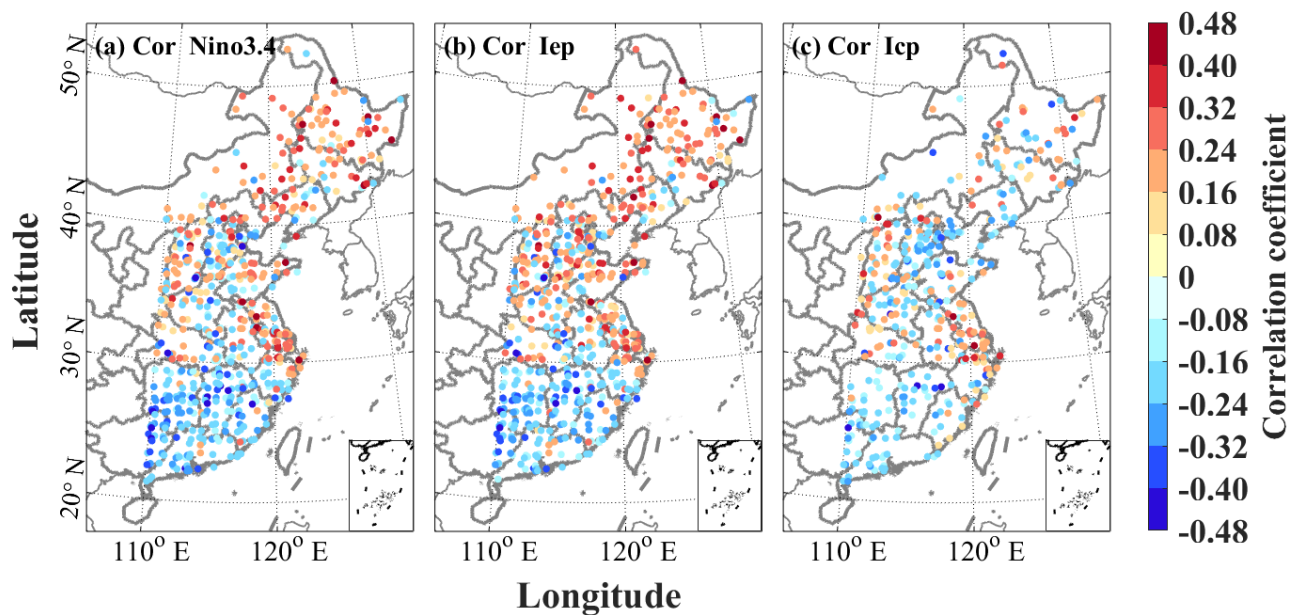 (a) Cor Nino3.4
(b) Cor Iep
(c) Cor Icp
Latitude
50° N
40° N
30° N
20° N
110° E
120° E
110° E
120° E
110° E
120° E
Longitude
0.48
0.40
0.32
0.24
0.16
0.08
0
-0.08
-0.16
-0.24
-0.32
-0.40
-0.48
Correlation coefficient